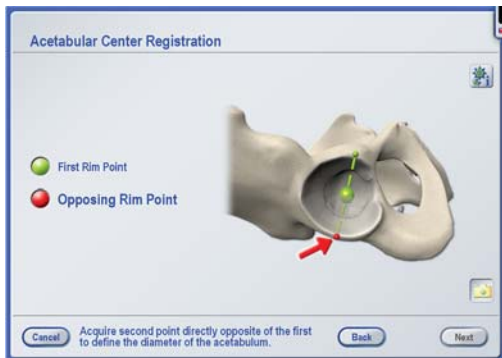 Acetabular Center Registration
First Rim Point
Opposing Rim Point
Cancel
Acquire second point directly opposite of the first
to define the diameter of the acetabulum.
Back
Next